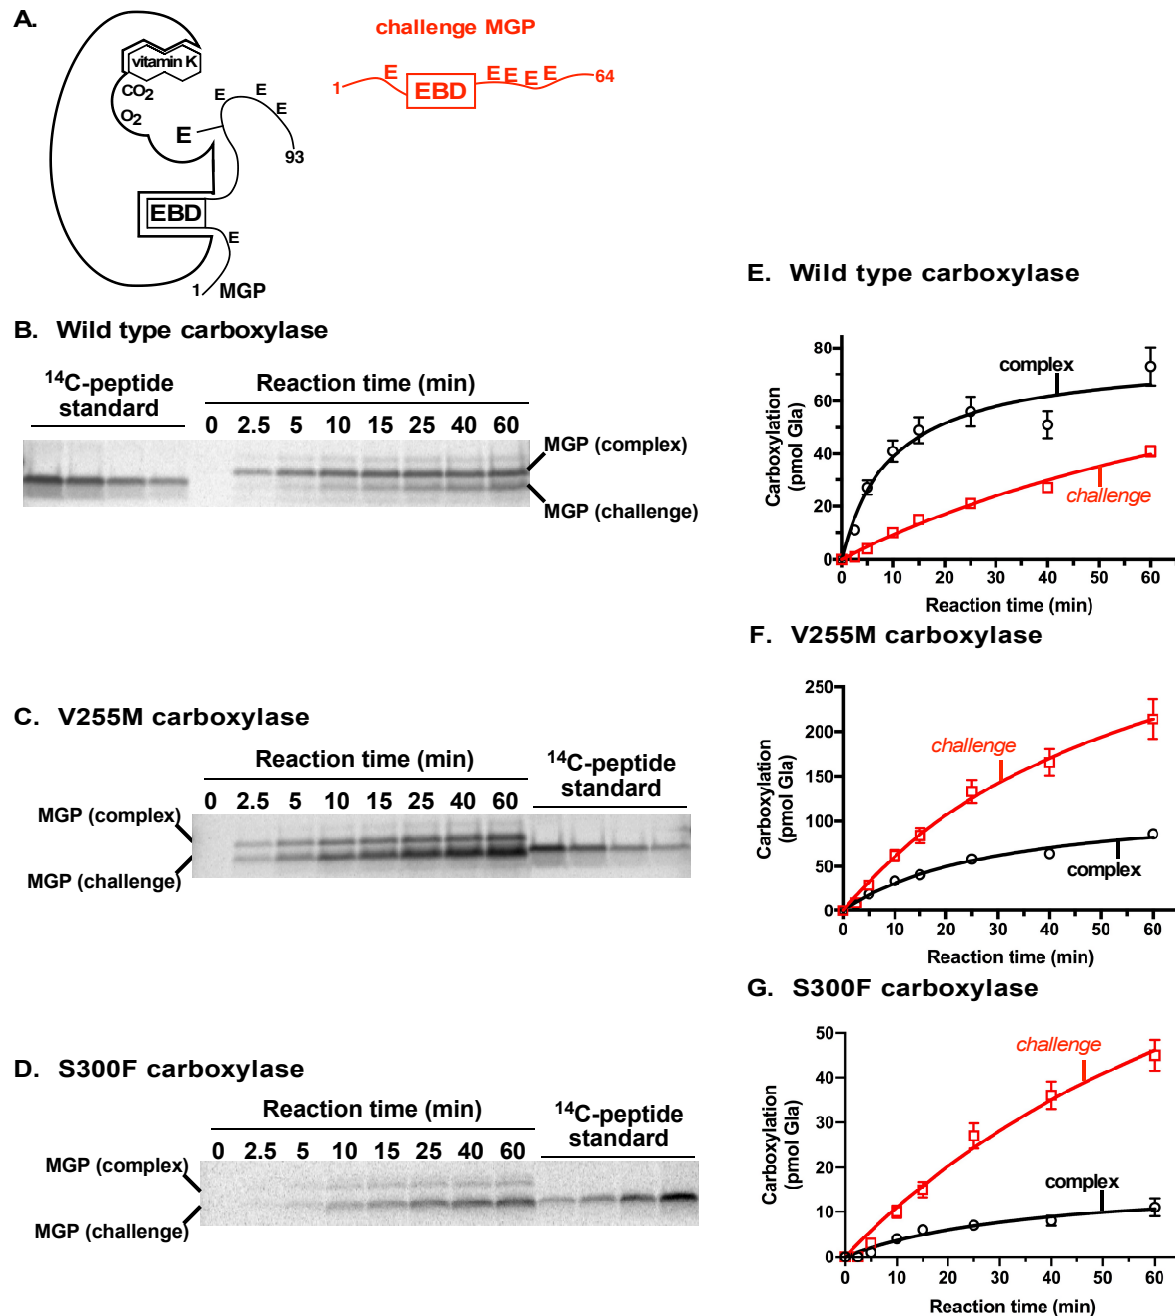 A.
vitamin K
CO2
O2
E
E
E
E
93
EBD
E
1
MGP
challenge MGP
1
E
EBD
E E E E
64
B. Wild type carboxylase
14C-peptide
standard
Reaction time (min)
0 2.5 5 10 15 25 40 60
MGP (complex)
MGP (challenge)
C. V255M carboxylase
Reaction time (min)
14C-peptide
standard
0 2.5 5 10 15 25 40 60
MGP (complex)
MGP (challenge)
D. S300F carboxylase
Reaction time (min)
14C-peptide
standard
0 2.5 5 10 15 25 40 60
MGP (complex)
MGP (challenge)
E. Wild type carboxylase
Carboxylation
(pmol Gla)
80
60
40
20
0
complex
challenge
0 10 20 30 40 50 60
Reaction time (min)
F. V255M carboxylase
Carboxylation
(pmol Gla)
250
200
150
100
50
0
challenge
complex
0 10 20 30 40 50 60
Reaction time (min)
G. S300F carboxylase
Carboxylation
(pmol Gla)
50
40
30
20
10
0
challenge
complex
0 10 20 30 40 50 60
Reaction time (min)